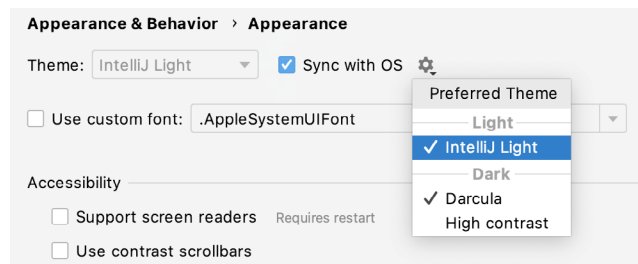 Appearance & Behavior › Appearance
Theme: IntelliJ Light Sync with OS
Preferred Theme
Use custom font: .AppleSystemUIFont
Light
IntelliJ Light
Dark
Accessibility
Darcula
Support screen readers Requires restart
High contrast
Use contrast scrollbars